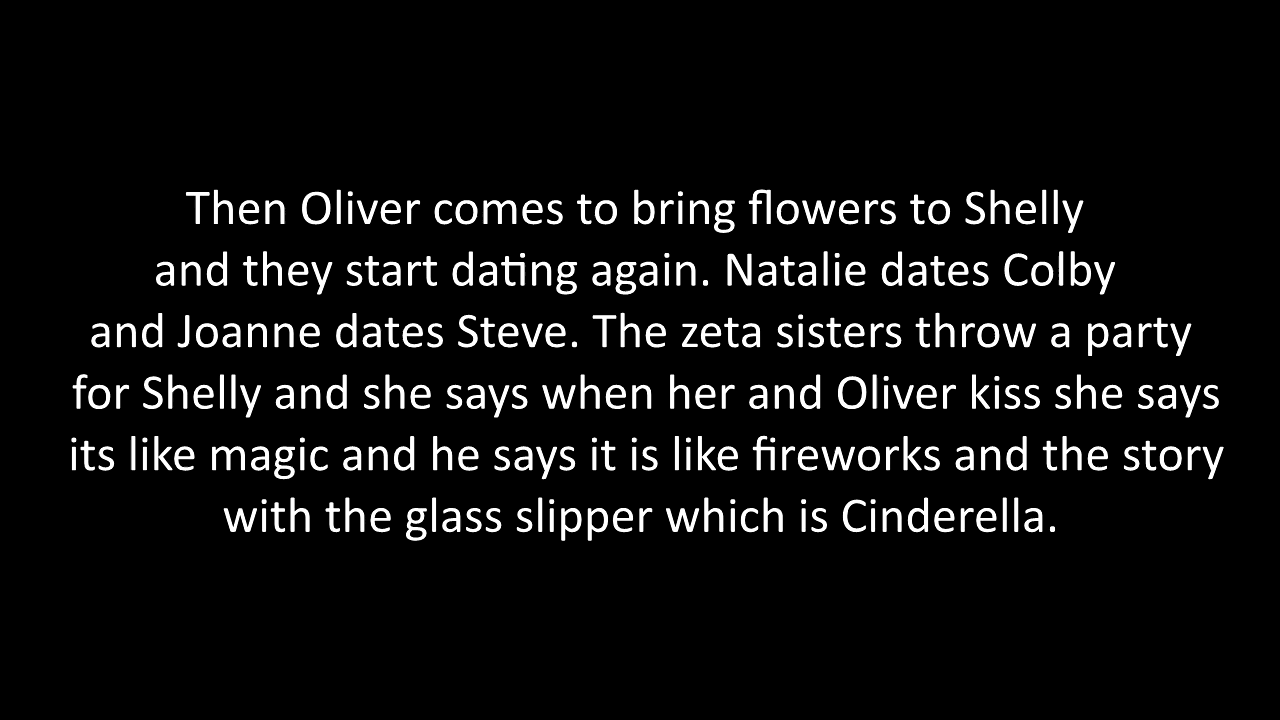 Then Oliver comes to bring flowers to Shelly
and they start dating again. Natalie dates Colby
and Joanne dates Steve. The zeta sisters throw a party
for Shelly and she says when her and Oliver kiss she says
its like magic and he says it is like fireworks and the story
with the glass slipper which is Cinderella.